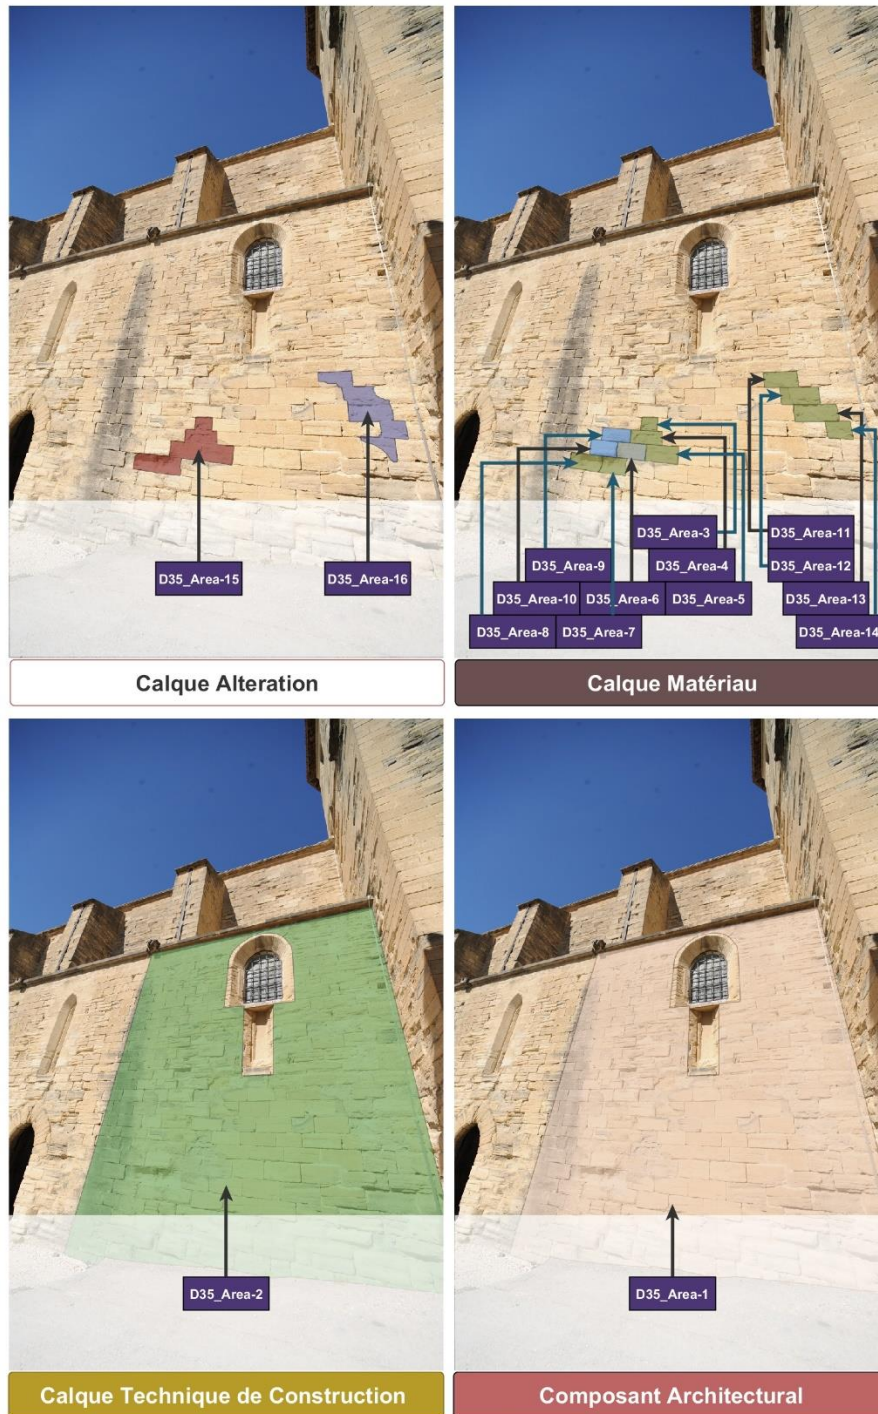 D35_Area-15
D35_Area-16
Calque Alteration
D35_Area-3
D35_Area-11
D35_Area-9
D35_Area-4
D35_Area-12
D35_Area-10
D35_Area-6
D35_Area-5
D35_Area-13
D35_Area-8
D35_Area-7
D35_Area-14
Calque Matériau
D35_Area-2
Calque Technique de Construction
D35_Area-1
Composant Architectural